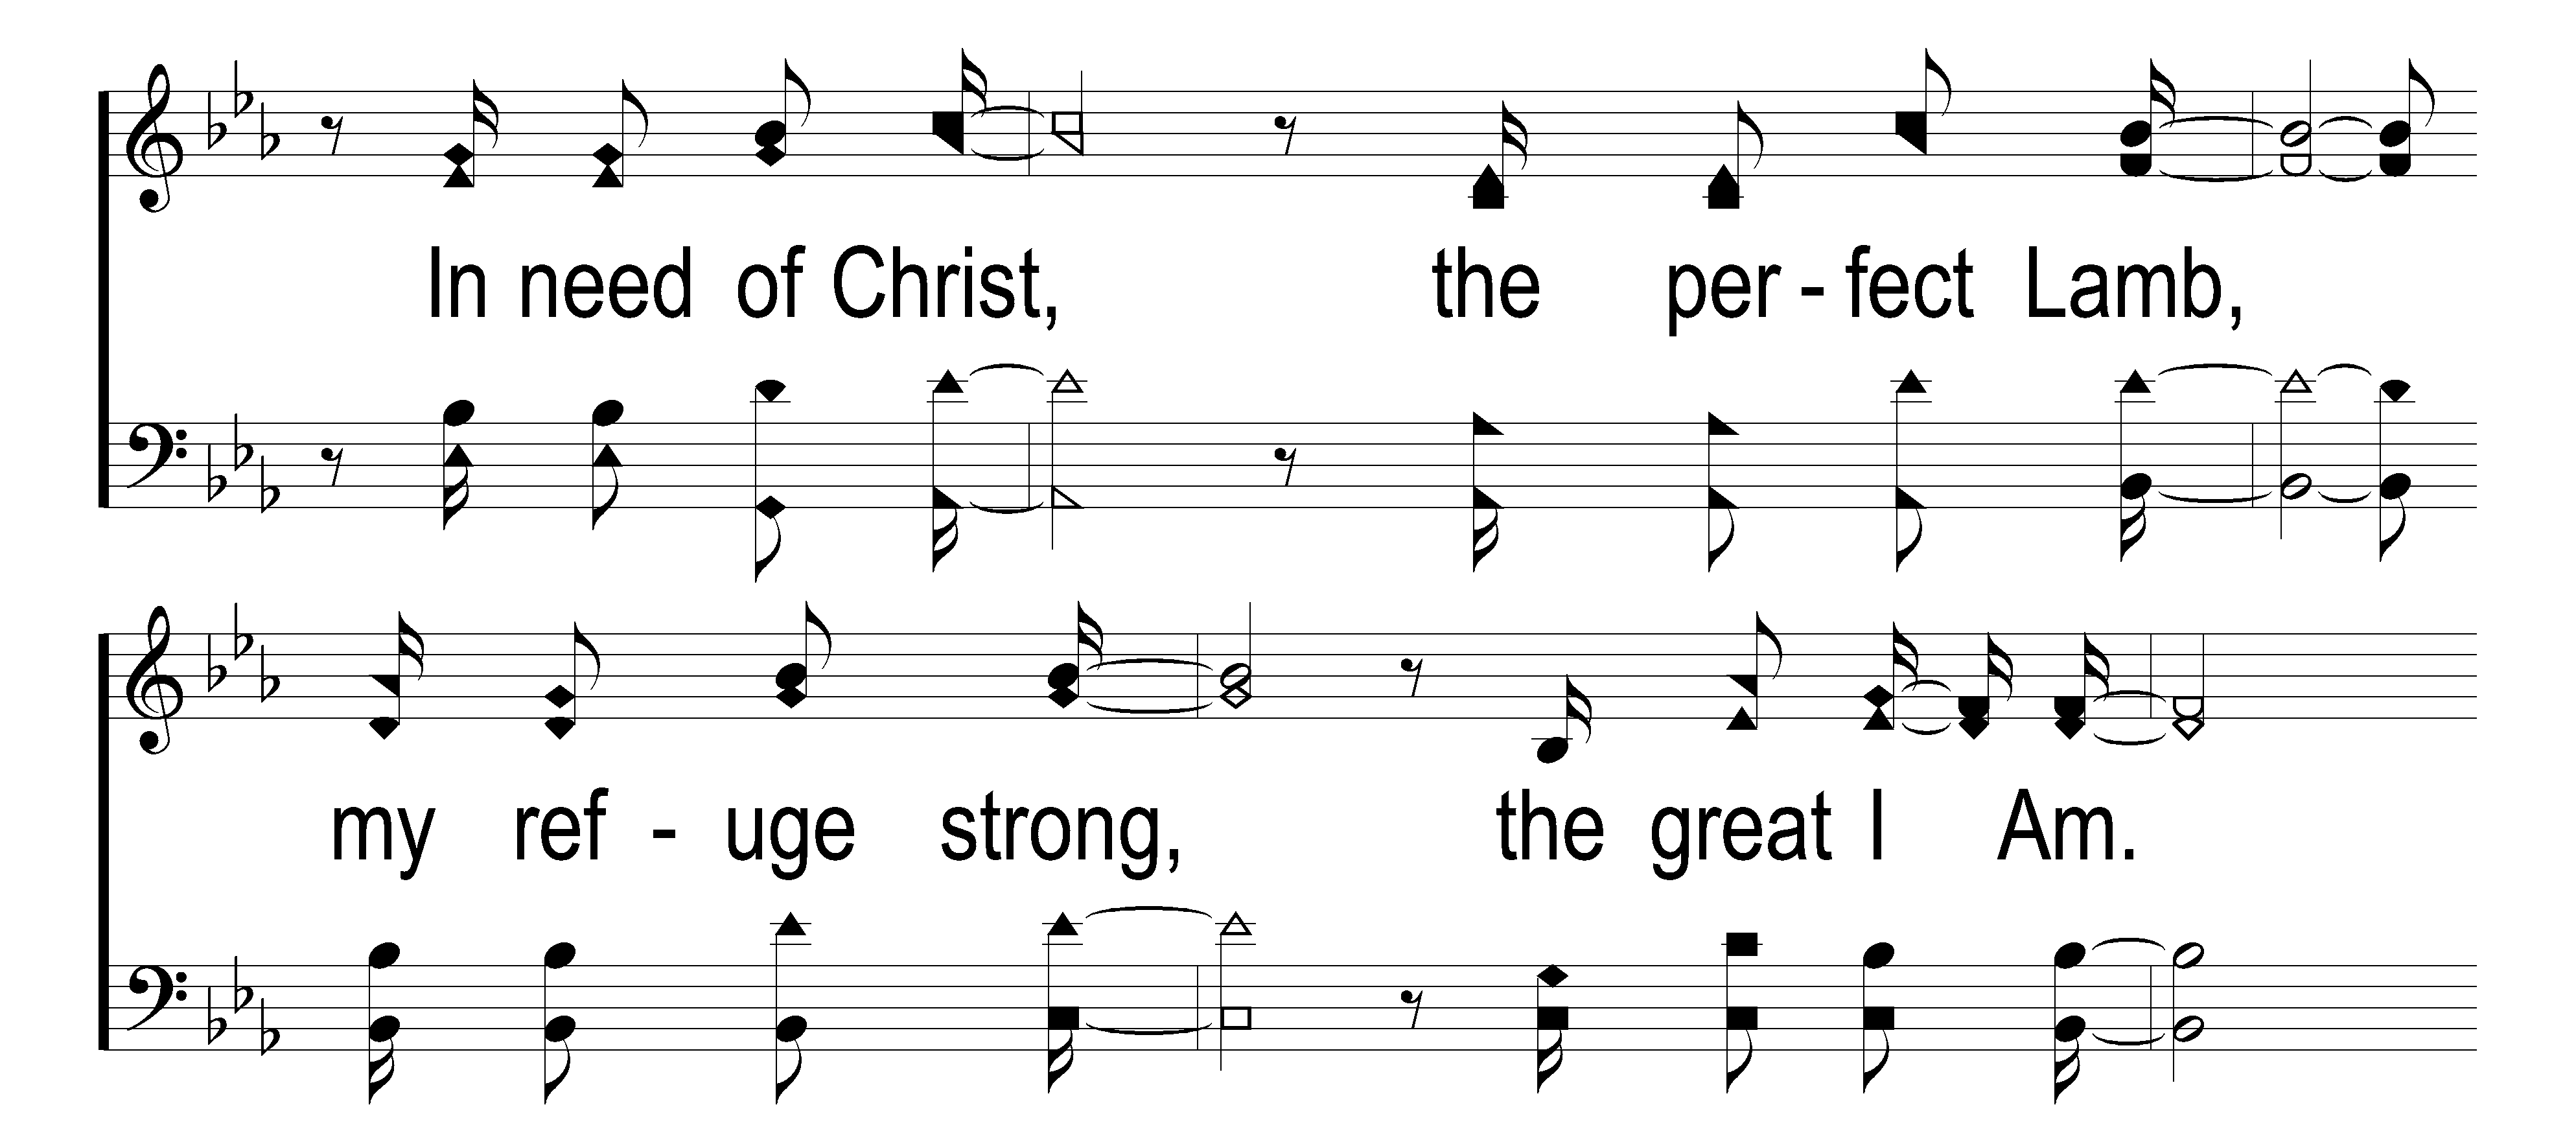 In need of Christ, the per - fect Lamb,
my ref - uge strong, the great I Am.